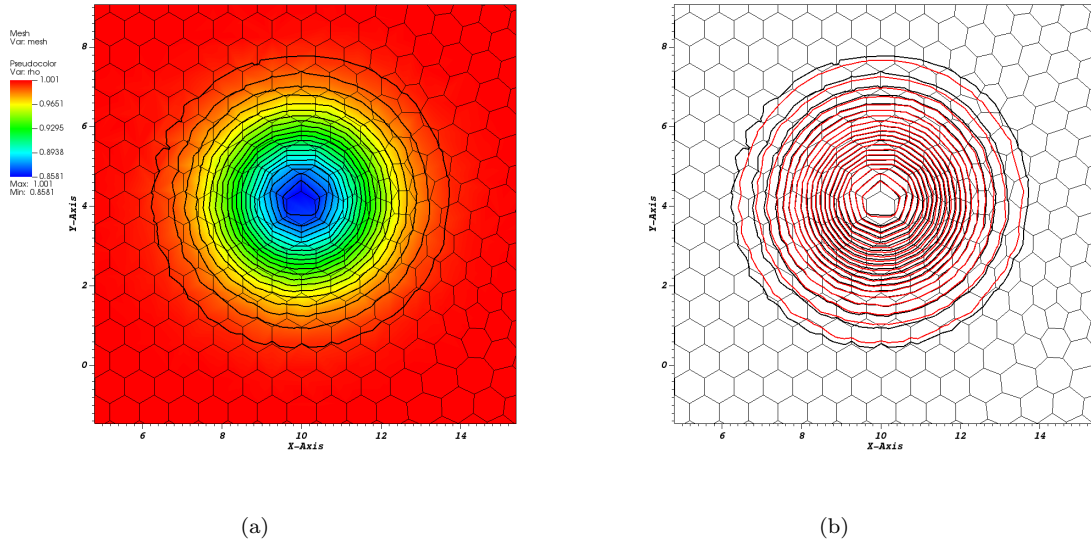 Mesh
Var: mesh
Pseudocolor
Var: rho
1.001
0.9651
0.9295
0.8938
0.8581
Max: 1.001
Min: 0.8581
Y-Axis
8
6
4
2
0
6
8
10
12
14
X-Axis
Y-Axis
8
6
4
2
0
6
8
10
12
14
X-Axis
(a)
(b)